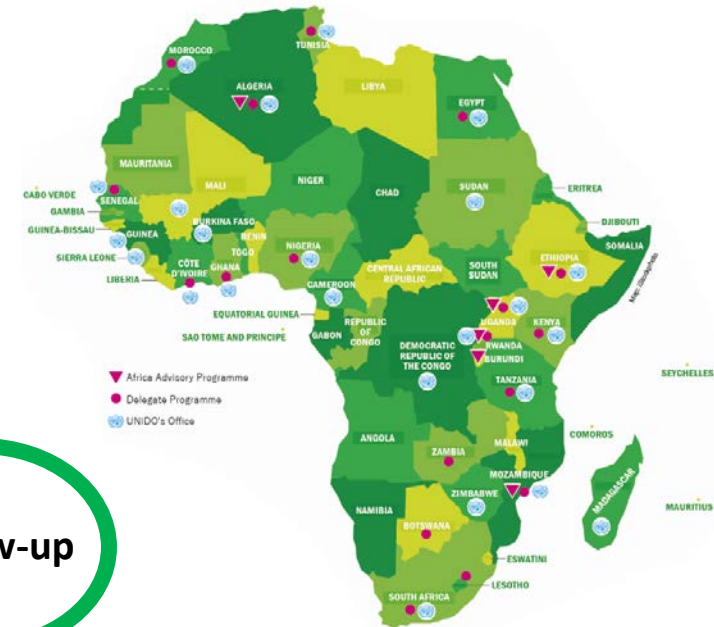 MOROCCO
TUNISIA
ALGERIA
LIBYA
EGYPT
MAURITANIA
MALI
NIGER
CHAD
SUDAN
ERITREA
CABO VERDE
SENEGAL
GAMBIA
GUINEA-BISSAU
GUINEA
BURKINA FASO
BENIN
DJIBOUTI
SIERRA LEONE
CÔTE
D'IVOIRE
GHANA
TOGO
NIGERIA
LIBERIA
CAMEROON
CENTRAL AFRICAN
REPUBLIC
SOUTH
SUDAN
ETHIOPIA
SOMALIA
EQUATORIAL GUINEA
SAO TOME AND PRINCIPE
GABON
REPUBLIC
OF
CONGO
DEMOCRATIC
REPUBLIC OF
THE CONGO
UGANDA
RWANDA
BURUNDI
KENYA
TANZANIA
SEYCHELLES
Africa Advisory Programme
Delegate Programme
UNIDO's Office
ANGOLA
ZAMBIA
MALAWI
COMOROS
MOZAMBIQUE
ZIMBABWE
MADAGASCAR
MAURITIUS
NAMIBIA
BOTSWANA
w-up
ESWATINI
LESOTHO
SOUTH AFRICA